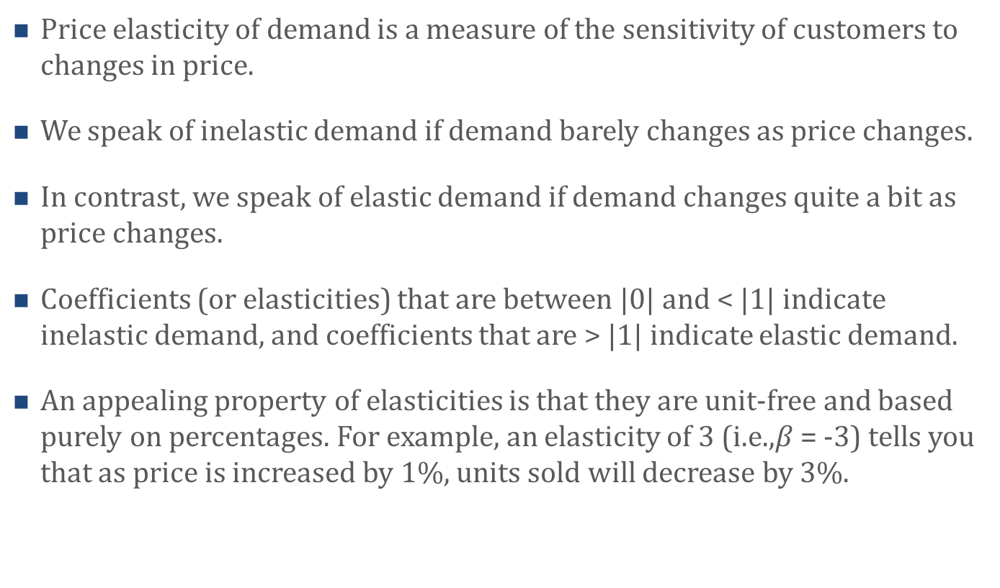 ▪ Price elasticity of demand is a measure of the sensitivity of customers to
changes in price.
▪ We speak of inelastic demand if demand barely changes as price changes.
▪ In contrast, we speak of elastic demand if demand changes quite a bit as
price changes.
▪ Coefficients (or elasticities) that are between |0| and < |1| indicate
inelastic demand, and coefficients that are > |1| indicate elastic demand.
▪ An appealing property of elasticities is that they are unit-free and based
purely on percentages. For example, an elasticity of 3 (i.e.,β = -3) tells you
that as price is increased by 1%, units sold will decrease by 3%.